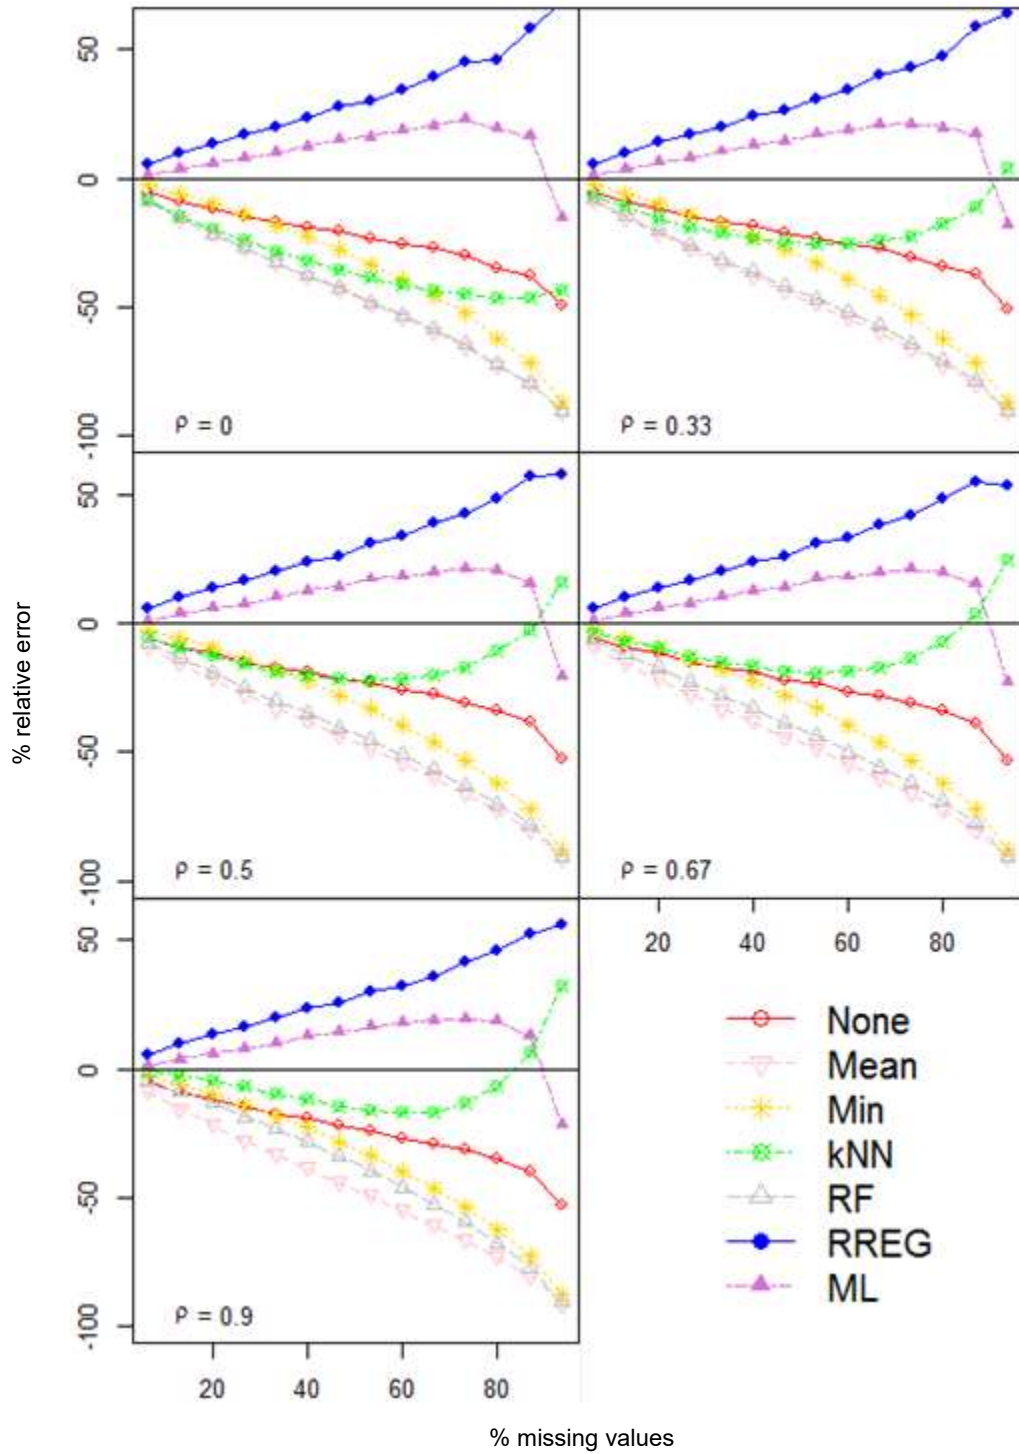 50
0
-50
-100
ρ = 0
ρ = 0.33
50
0
-50
-100
ρ = 0.5
ρ = 0.67
% relative error
20 40 60 80
50
0
-50
-100
ρ = 0.9
None
Mean
Min
kNN
RF
RREG
ML
20 40 60 80
% missing values